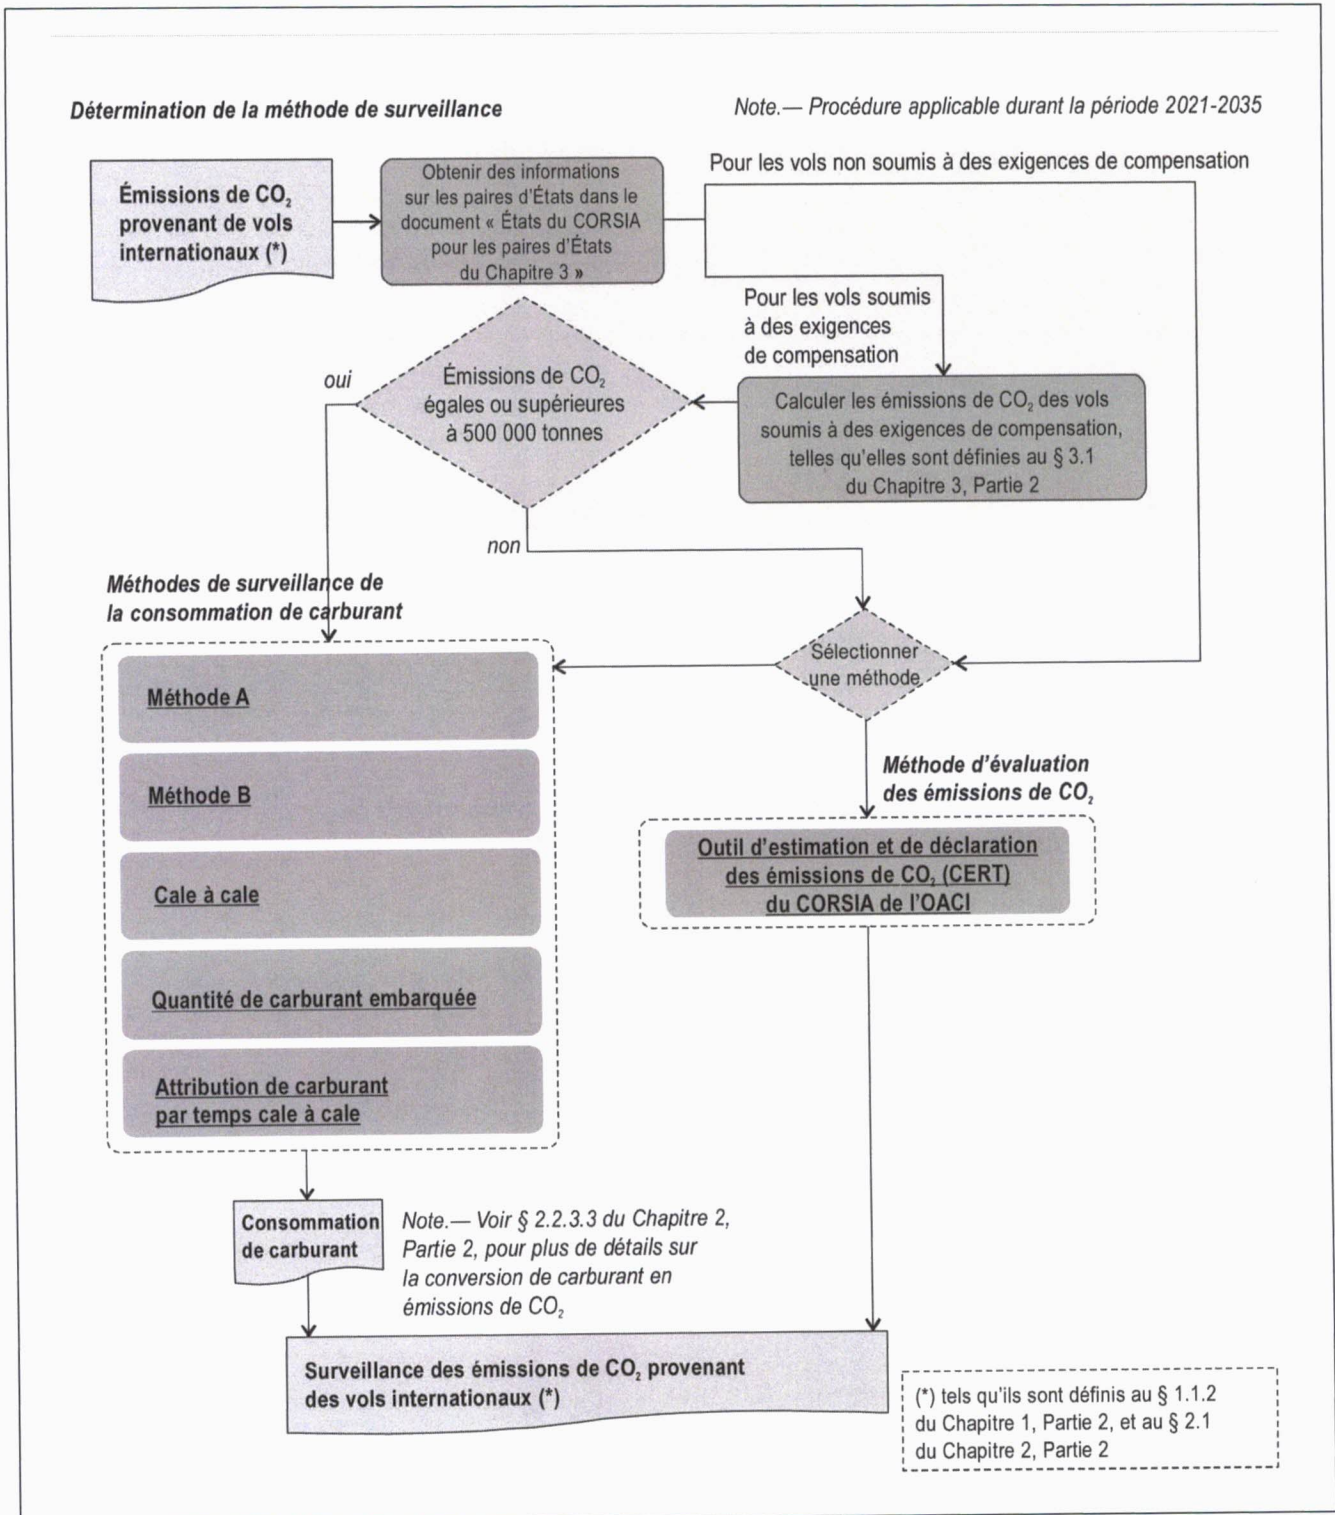 Détermination de la méthode de surveillance
Note.— Procédure applicable durant la période 2021-2035
Émissions de CO₂
provenant de vols
internationaux (*)
Obtenir des informations
sur les paires d'États dans le
document « États du CORSIA
pour les paires d'États
du Chapitre 3 »
Pour les vols non soumis à des exigences de compensation
Pour les vols soumis
à des exigences
de compensation
Calculer les émissions de CO₂ des vols
soumis à des exigences de compensation,
telles qu'elles sont définies au § 3.1
du Chapitre 3, Partie 2
Émissions de CO₂
égales ou supérieures
à 500 000 tonnes
oui
non
Méthodes de surveillance de
la consommation de carburant
Sélectionner
une méthode
Méthode A
Méthode B
Cale à cale
Quantité de carburant embarquée
Attribution de carburant
par temps cale à cale
Méthode d'évaluation
des émissions de CO₂
Outil d'estimation et de déclaration
des émissions de CO₂ (CERT)
du CORSIA de l'OACI
Consommation
de carburant
Note.— Voir § 2.2.3.3 du Chapitre 2,
Partie 2, pour plus de détails sur
la conversion de carburant en
émissions de CO₂
Surveillance des émissions de CO₂ provenant
des vols internationaux (*)
(*) tels qu'ils sont définis au § 1.1.2
du Chapitre 1, Partie 2, et au § 2.1
du Chapitre 2, Partie 2